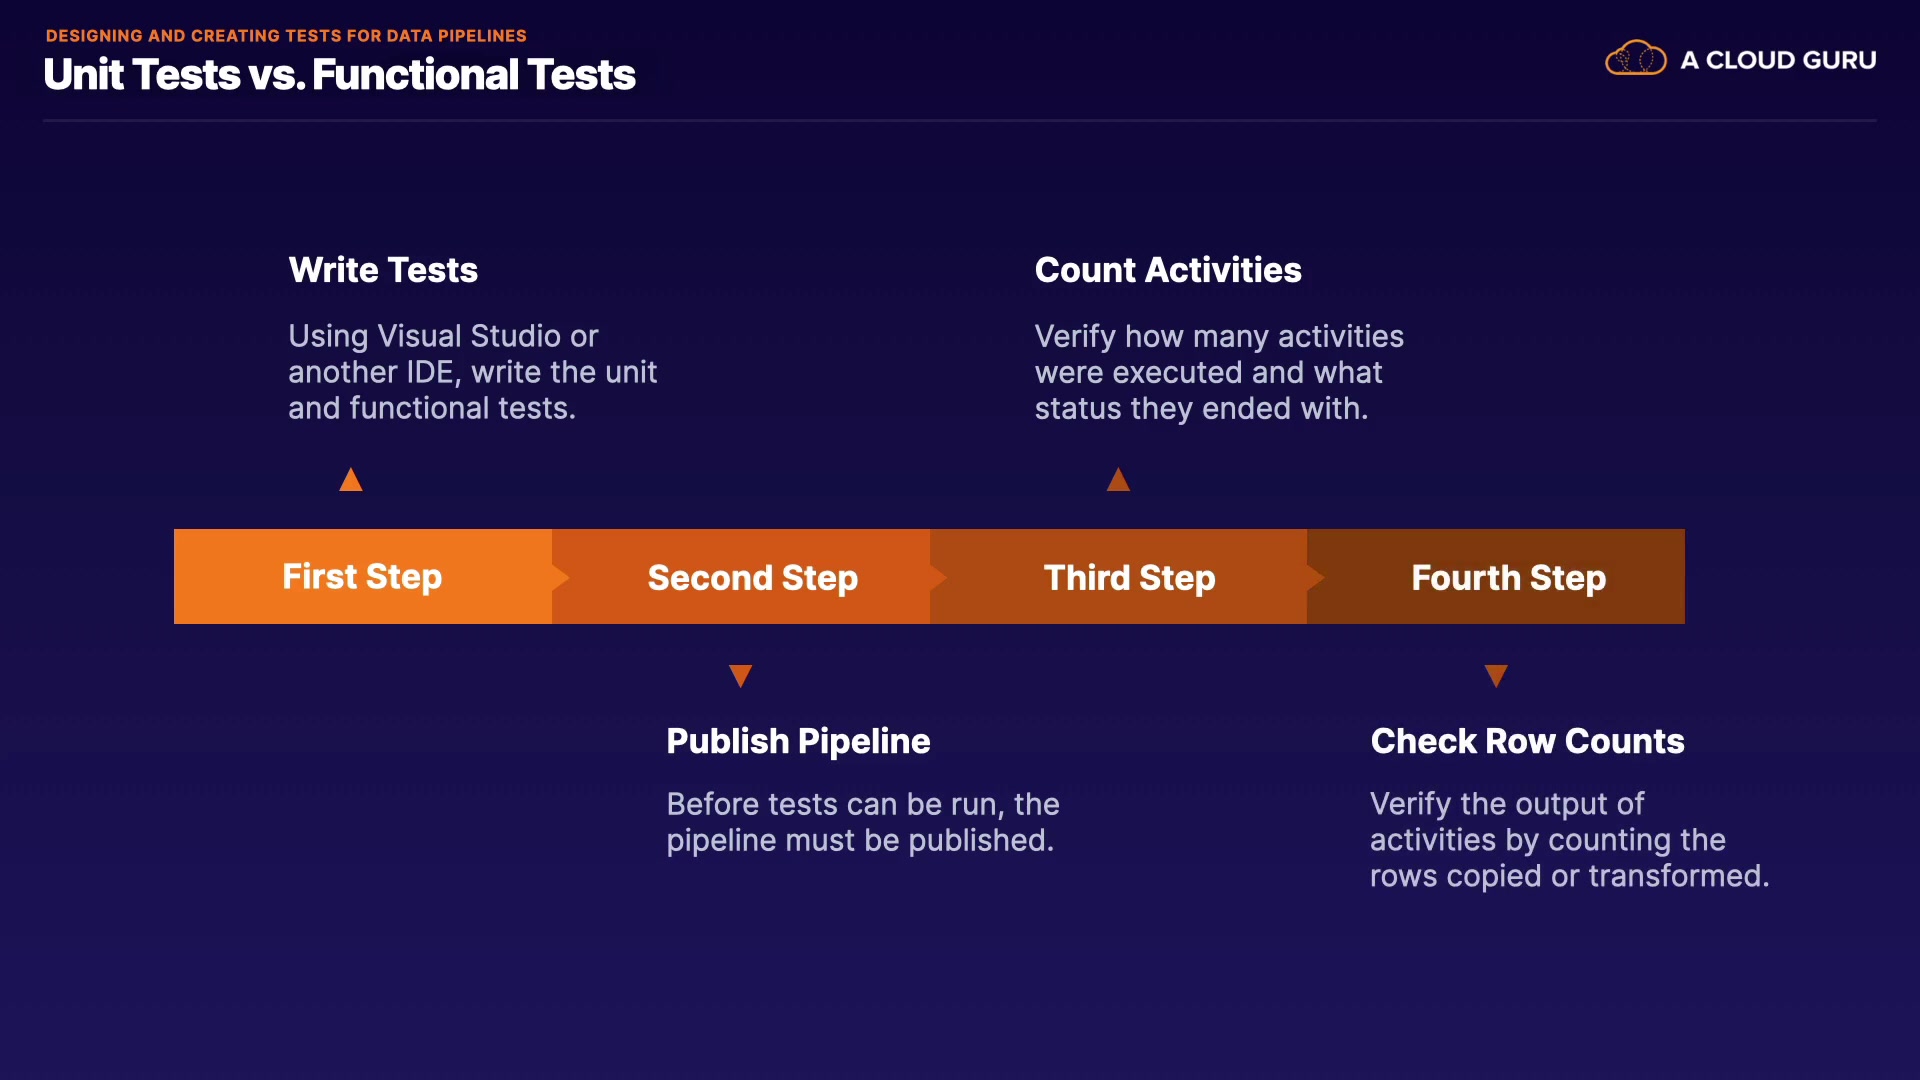 DESIGNING AND CREATING TESTS FOR DATA PIPELINES
Unit Tests vs. Functional Tests
A CLOUD GURU
Write Tests
Using Visual Studio or
another IDE, write the unit
and functional tests.
Count Activities
Verify how many activities
were executed and what
status they ended with.
First Step
Second Step
Third Step
Fourth Step
Publish Pipeline
Before tests can be run, the
pipeline must be published.
Check Row Counts
Verify the output of
activities by counting the
rows copied or transformed.